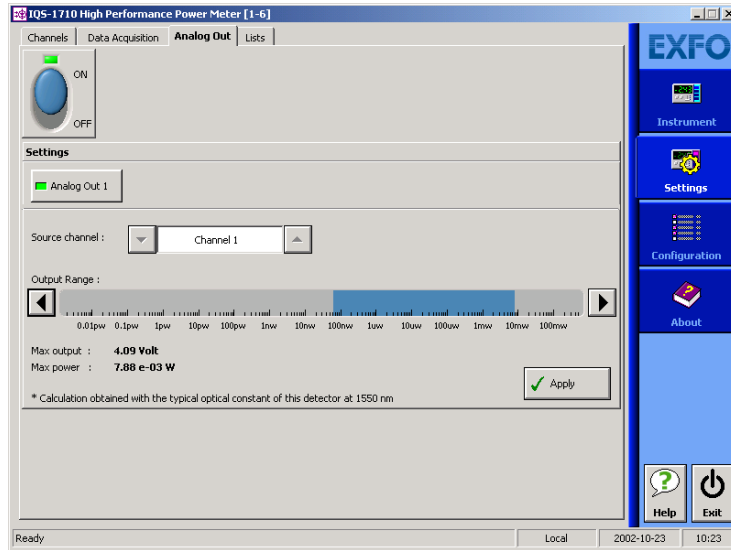 IQS-1710 High Performance Power Meter [1-6]
Channels Data Acquisition Analog Out Lists
ON
OFF
Settings
Analog Out 1
Source channel : Channel 1
Output Range :
0.01pw 0.1pw 1pw 10pw 100pw 1nw 10nw 100nw 1uw 10uw 100uw 1mw 10mw 100mw
Max output : 4.09 Volt
Max power : 7.88 e-03 W
Apply
* Calculation obtained with the typical optical constant of this detector at 1550 nm
EXFO
Instrument
Settings
Configuration
About
Help Exit
Ready Local 2002-10-23 10:23